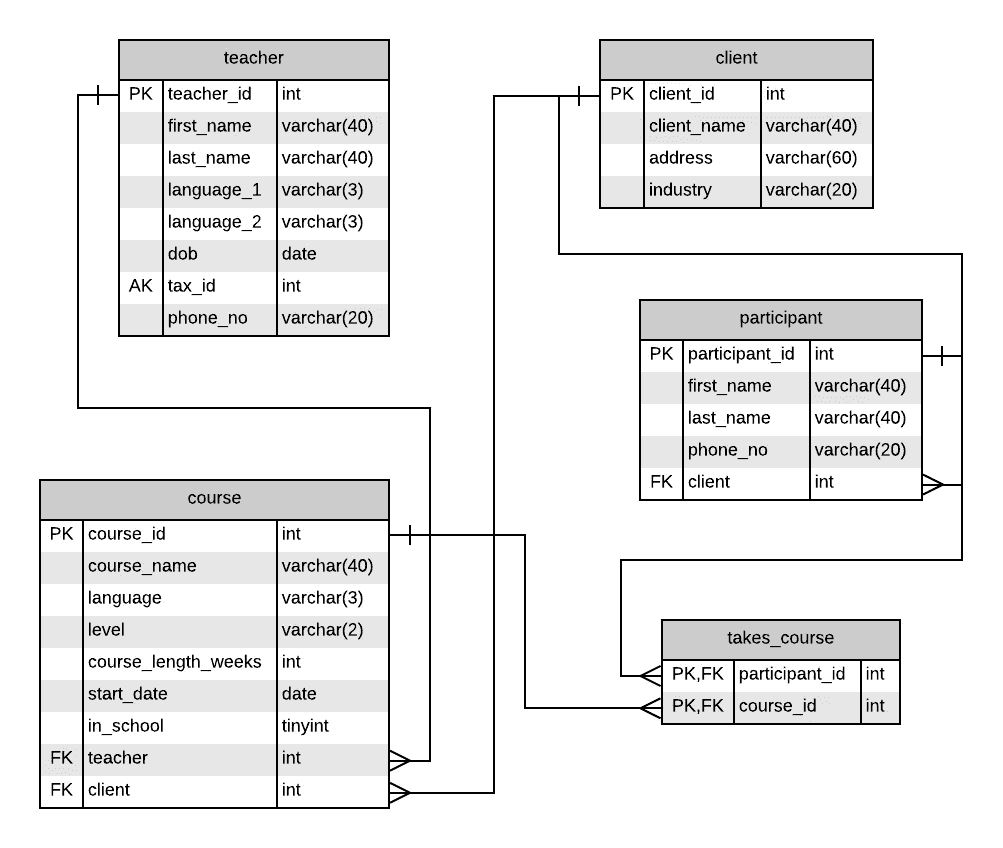 teacher
PK teacher_id int
first_name varchar(40)
last_name varchar(40)
language_1 varchar(3)
language_2 varchar(3)
dob date
AK tax_id int
phone_no varchar(20)
client
PK client_id int
client_name varchar(40)
address varchar(60)
industry varchar(20)
participant
PK participant_id int
first_name varchar(40)
last_name varchar(40)
phone_no varchar(20)
FK client int
course
PK course_id int
course_name varchar(40)
language varchar(3)
level varchar(2)
course_length_weeks int
start_date date
in_school tinyint
FK teacher int
FK client int
takes_course
PK,FK participant_id int
PK,FK course_id int